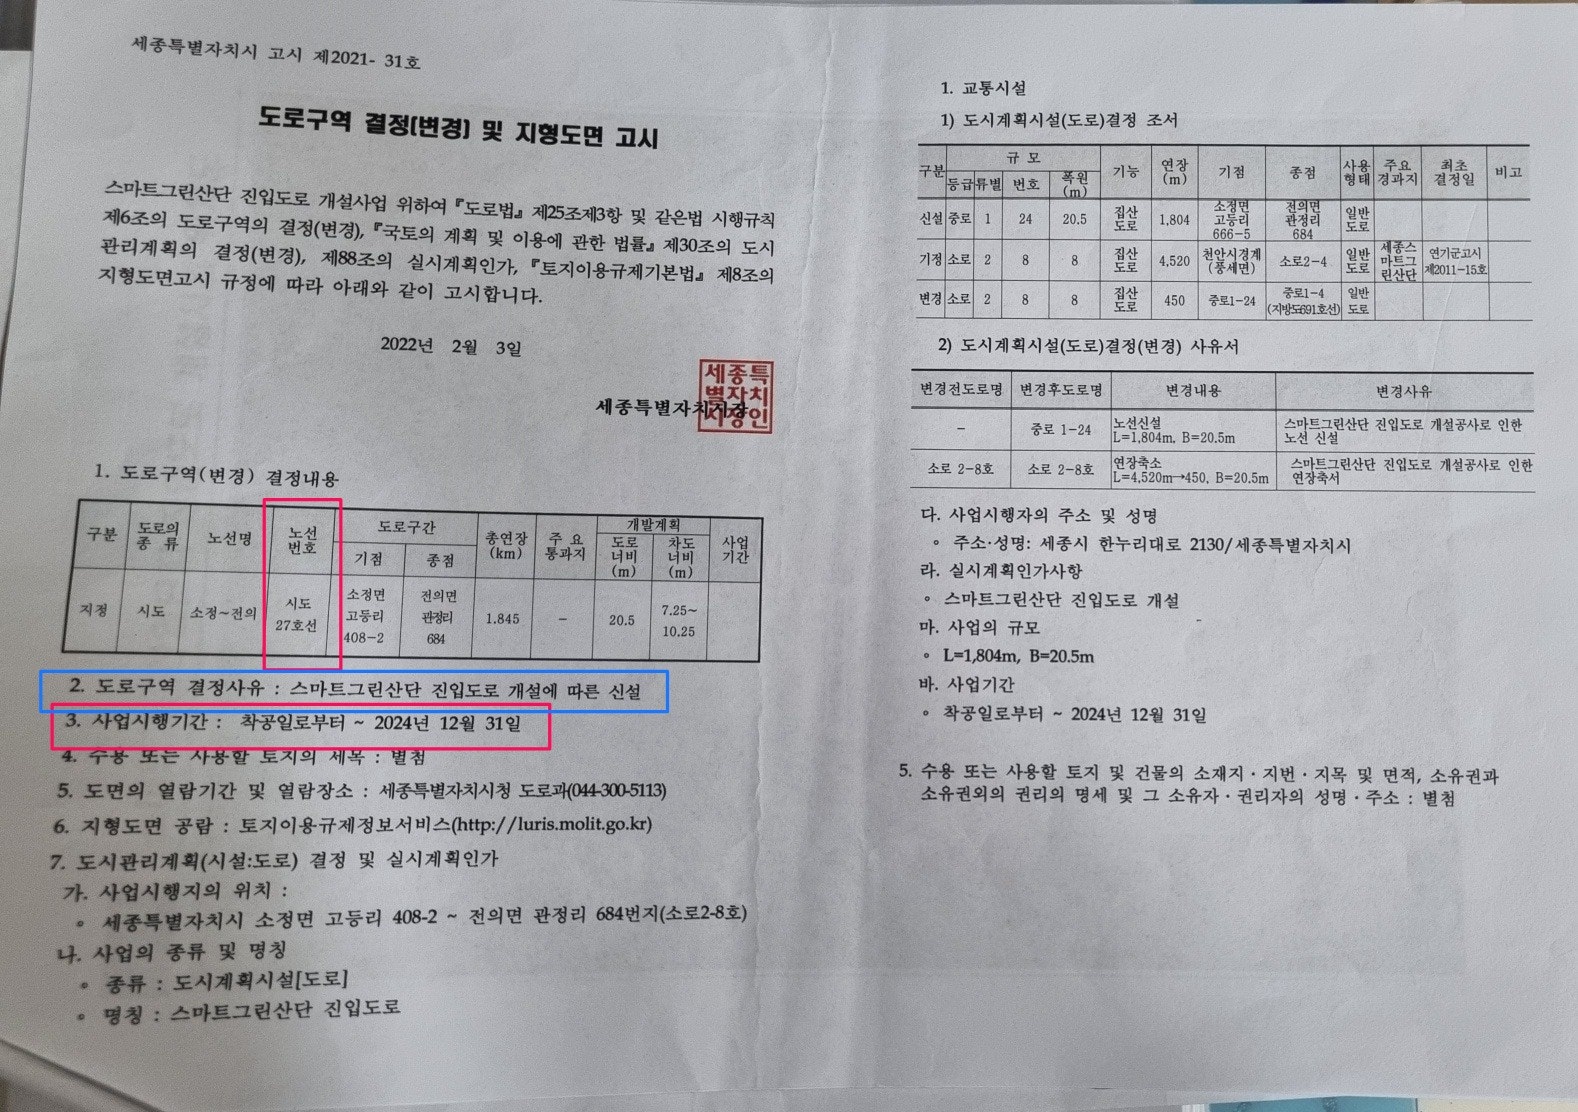 세종특별자치시 고시 제2021- 31호
도로구역 결정(변경) 및 지형도면 고시
스마트그린산단 진입도로 개설사업 위하여 『도로법』 제25조제3항 및 같은법 시행규칙
제6조의 도로구역의 결정(변경), 『국토의 계획 및 이용에 관한 법률』 제30조의 도시
관리계획의 결정(변경), 제88조의 실시계획인가, 『토지이용규제기본법』 제8조의
지형도면고시 규정에 따라 아래와 같이 고시합니다.
2022년 2월 3일
세종특별자치시장
세종특
별자치
시장인
1. 도로구역(변경) 결정내용
구분 도로의 종 류 노선명 노선 번호 도로구간 총연장 (km) 주 요 통과지 개발계획 사업 기간
기점 종점 도로 너비 (m) 차도 너비 (m)
지정 시도 소정~전의 시도 27호선 소정면 고등리 408-2 전의면 관정리 684 1.845 - 20.5 7.25~ 10.25
2. 도로구역 결정사유 : 스마트그린산단 진입도로 개설에 따른 신설
3. 사업시행기간 : 착공일로부터 ~ 2024년 12월 31일
4. 수용 또는 사용할 토지의 세목 : 별첨
5. 도면의 열람기간 및 열람장소 : 세종특별자치시청 도로과(044-300-5113)
6. 지형도면 공람 : 토지이용규제정보서비스(http://luris.molit.go.kr)
7. 도시관리계획(시설:도로) 결정 및 실시계획인가
가. 사업시행지의 위치 :
∘ 세종특별자치시 소정면 고등리 408-2 ~ 전의면 관정리 684번지(소로2-8호)
나. 사업의 종류 및 명칭
∘ 종류 : 도시계획시설[도로]
∘ 명칭 : 스마트그린산단 진입도로
1. 교통시설
1) 도시계획시설(도로)결정 조서
구분 규 모 기능 연장 (m) 기점 종점 사용 형태 주요 경과지 최초 결정일 비고
등급 류별 번호 폭원 (m)
신설 중로 1 24 20.5 집산 도로 1,804 소정면 고등리 666-5 전의면 관정리 684 일반 도로
기정 소로 2 8 8 집산 도로 4,520 천안시경계 (풍세면) 소로2-4 일반 도로 세종스 마트그 린산단 연기군고시 제2011-15호
변경 소로 2 8 8 집산 도로 450 중로1-24 중로1-4 (지방도691호선) 일반 도로
2) 도시계획시설(도로)결정(변경) 사유서
변경전도로명 변경후도로명 변경내용 변경사유
- 중로 1-24 노선신설 L=1,804m, B=20.5m 스마트그린산단 진입도로 개설공사로 인한 노선 신설
소로 2-8호 소로 2-8호 연장축소 L=4,520m→450, B=20.5m 스마트그린산단 진입도로 개설공사로 인한 연장축서
다. 사업시행자의 주소 및 성명
∘ 주소·성명: 세종시 한누리대로 2130/세종특별자치시
라. 실시계획인가사항
∘ 스마트그린산단 진입도로 개설
마. 사업의 규모
∘ L=1,804m, B=20.5m
바. 사업기간
∘ 착공일로부터 ~ 2024년 12월 31일
5. 수용 또는 사용할 토지 및 건물의 소재지·지번·지목 및 면적, 소유권과
소유권외의 권리의 명세 및 그 소유자·권리자의 성명·주소 : 별첨